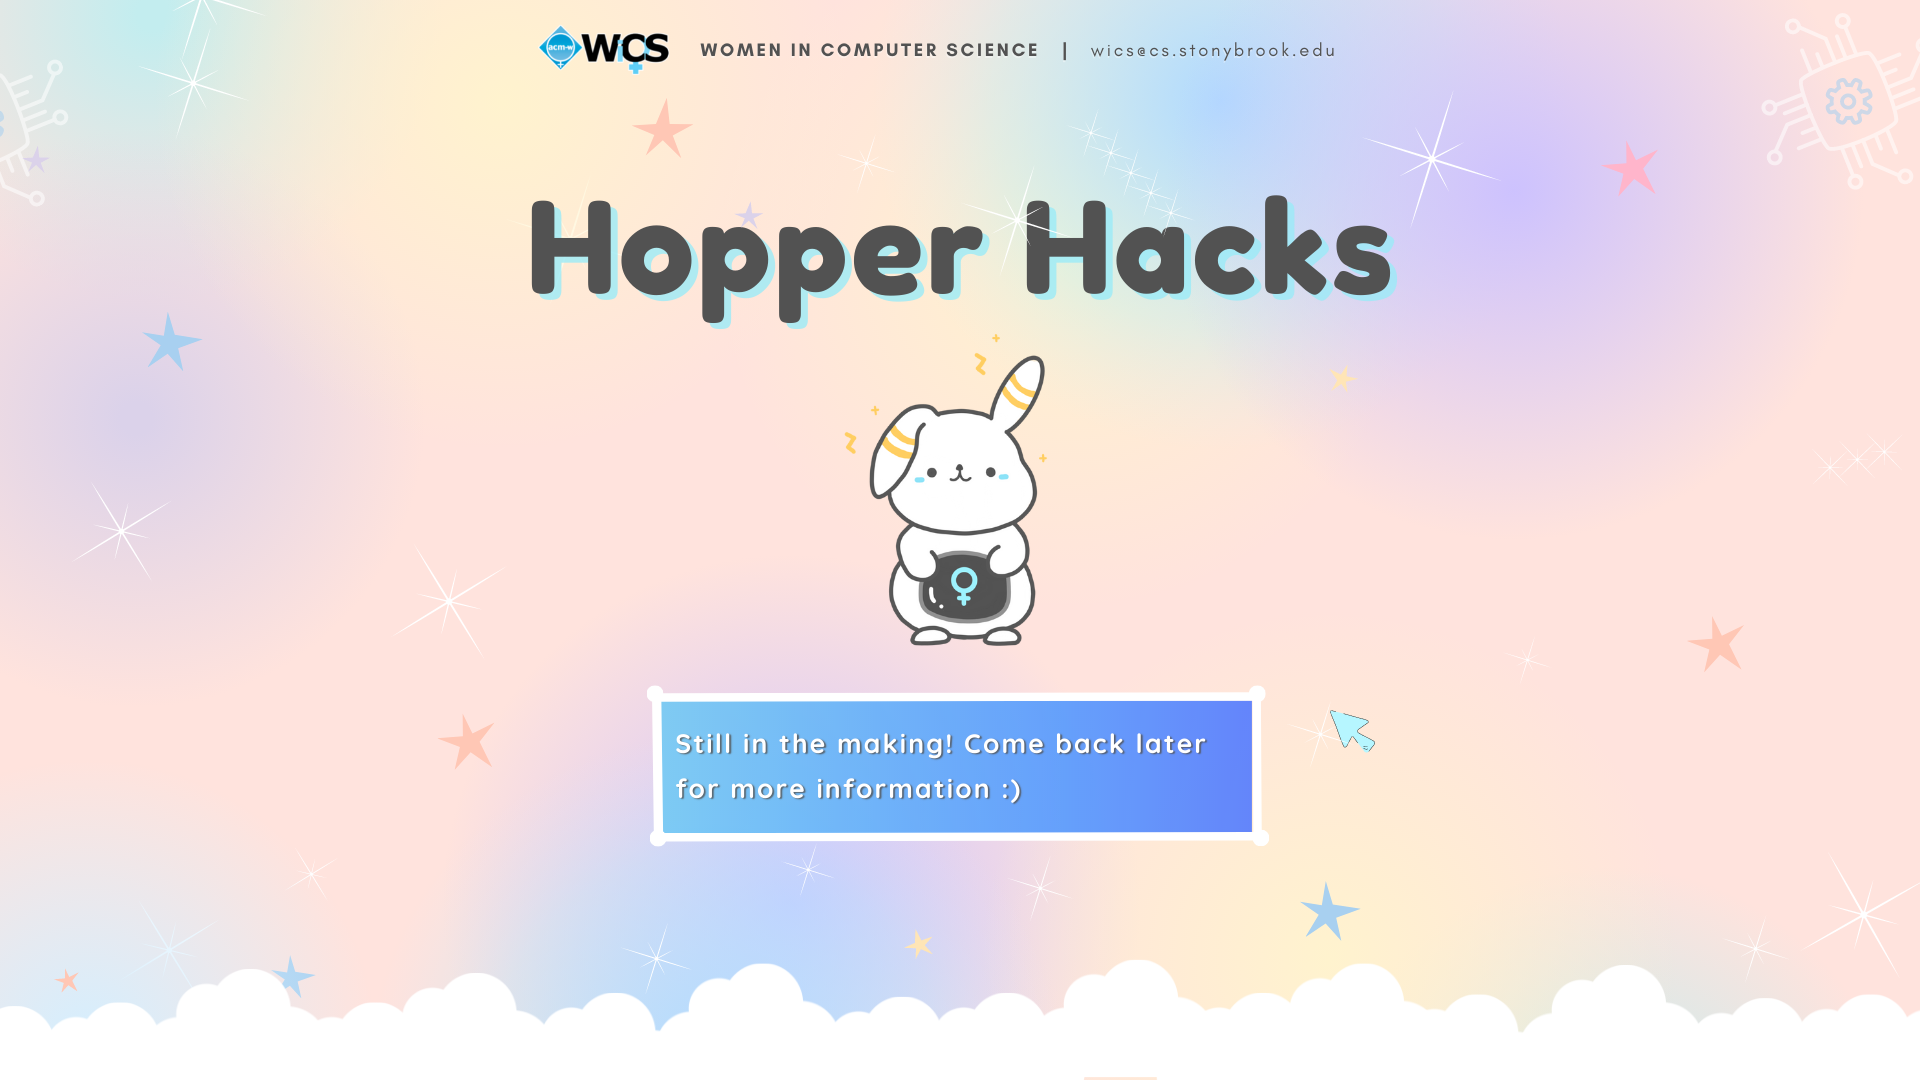 acm-w WiCS WOMEN IN COMPUTER SCIENCE | wics@cs.stonybrook.edu
Hopper Hacks
Still in the making! Come back later
for more information :)